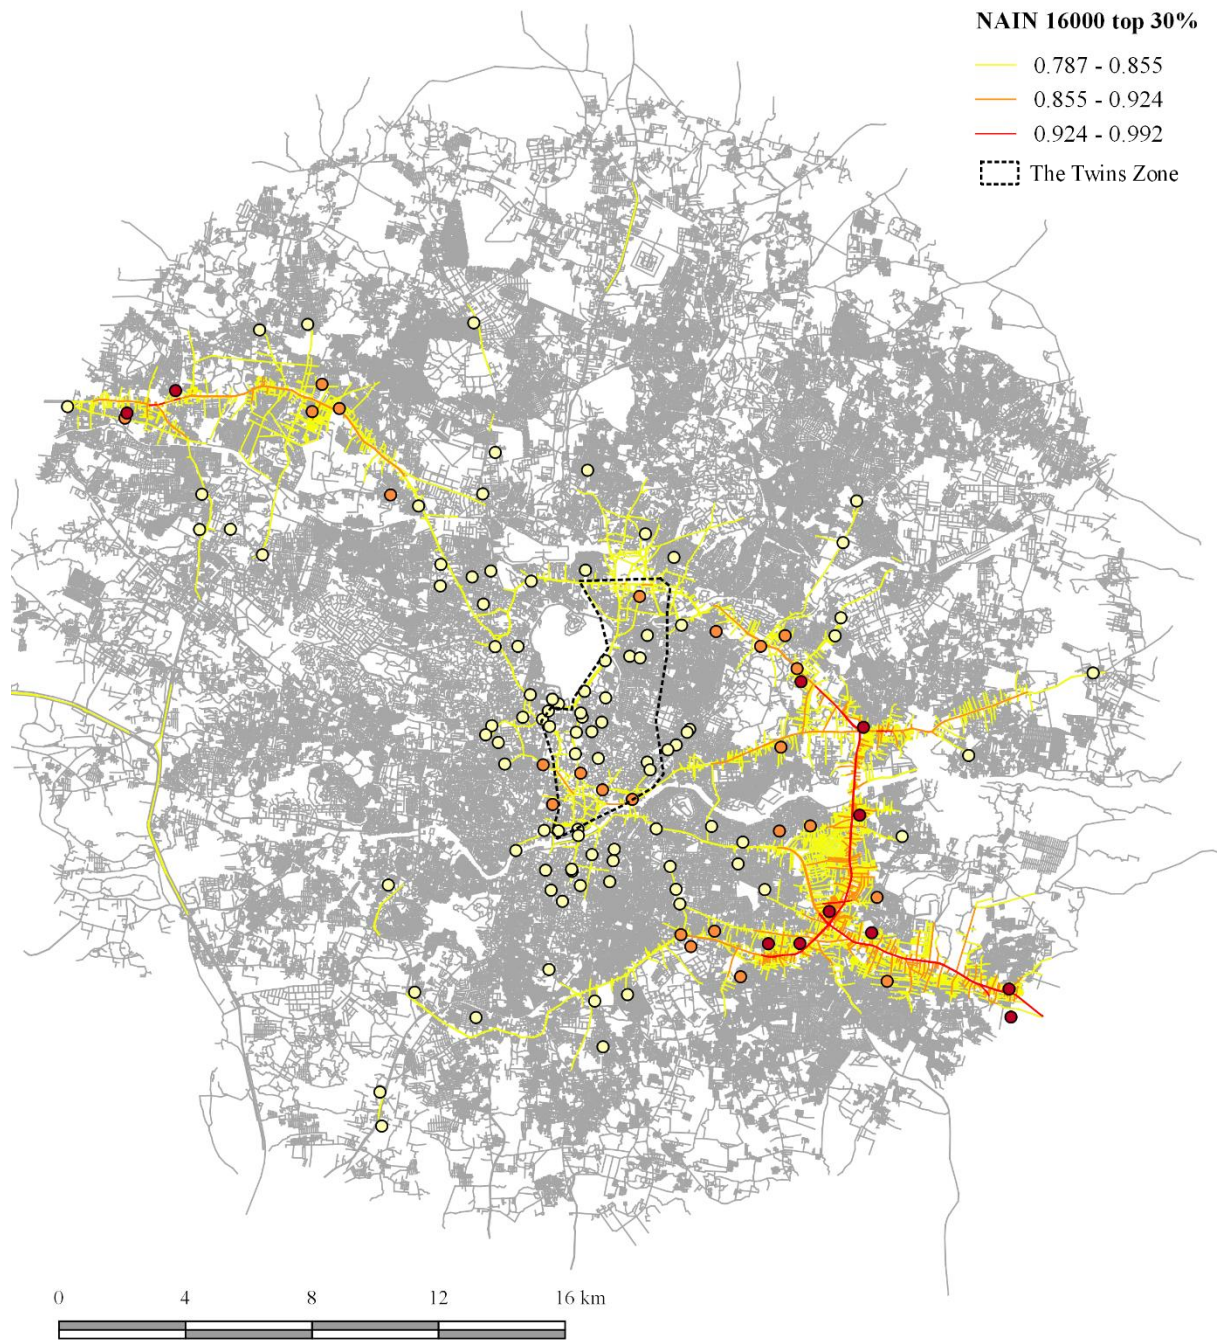 NAIN 16000 top 30%
0.787 - 0.855
0.855 - 0.924
0.924 - 0.992
The Twins Zone
0 4 8 12 16 km